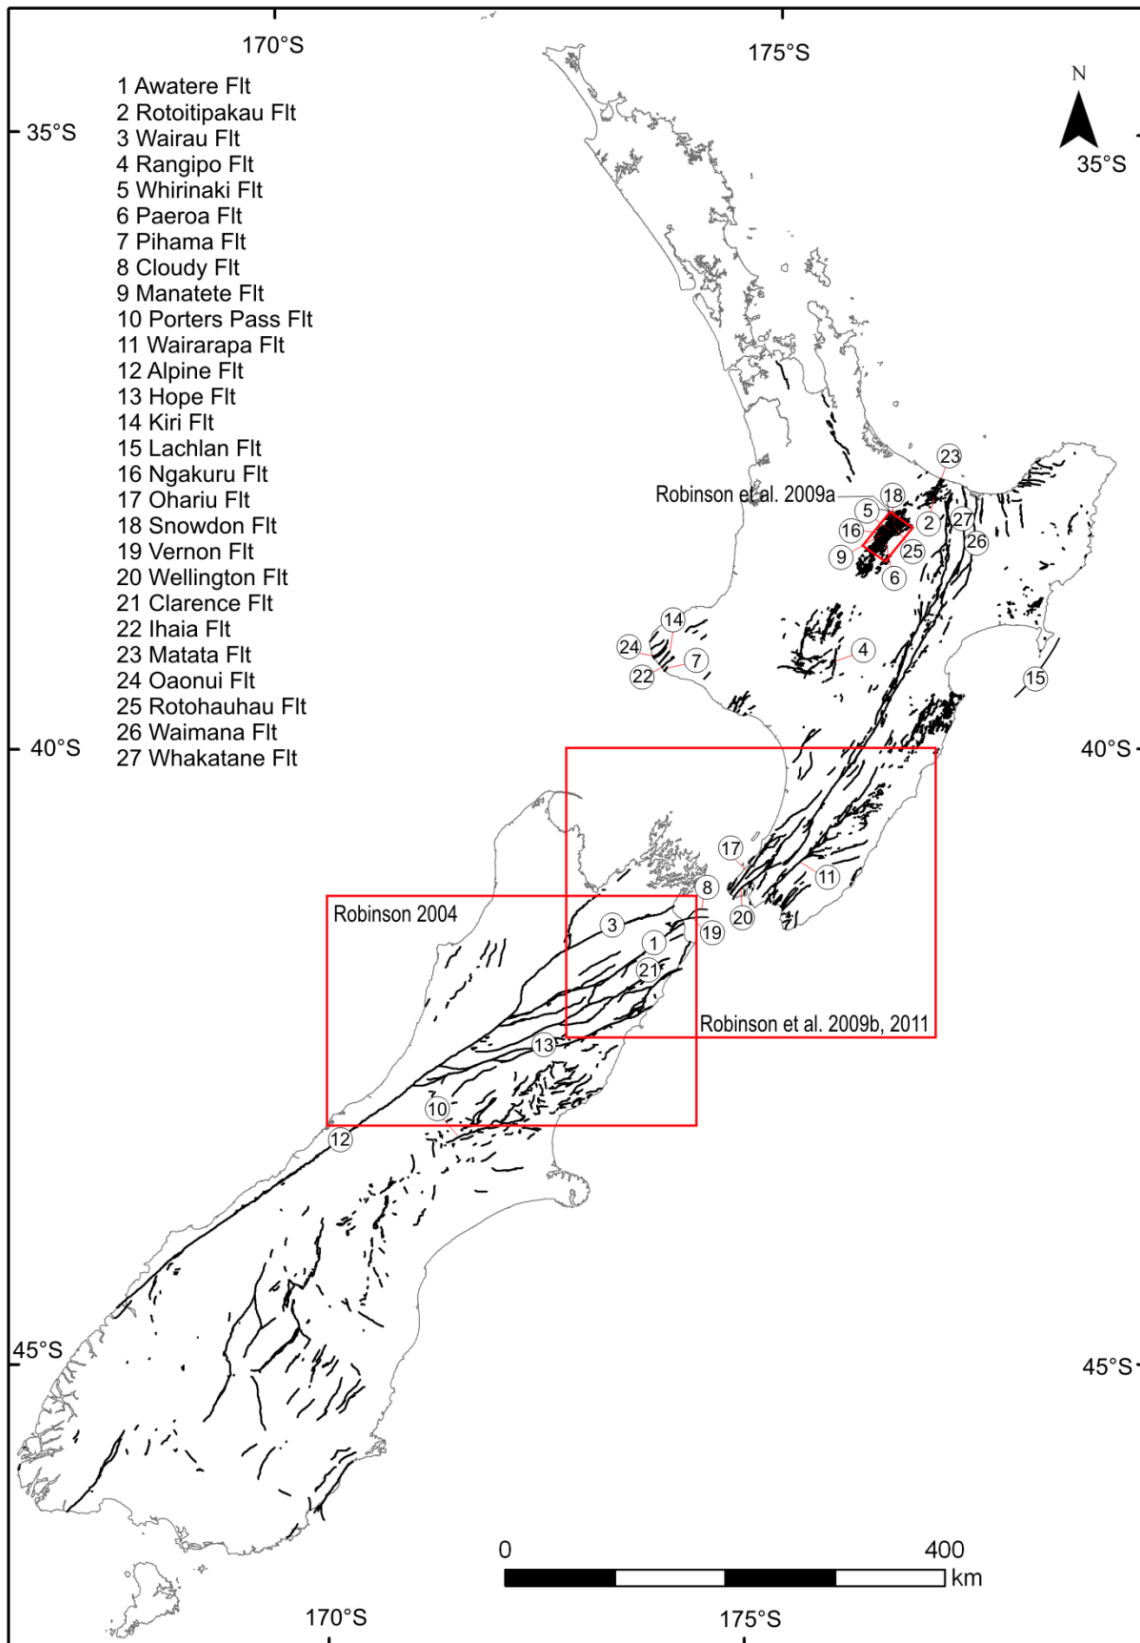 170°S
175°S
1 Awatere Flt
2 Rotoitipakau Flt
3 Wairau Flt
4 Rangipo Flt
5 Whirinaki Flt
6 Paeroa Flt
7 Pihama Flt
8 Cloudy Flt
9 Manatete Flt
10 Porters Pass Flt
11 Wairarapa Flt
12 Alpine Flt
13 Hope Flt
14 Kiri Flt
15 Lachlan Flt
16 Ngakuru Flt
17 Ohariu Flt
18 Snowdon Flt
19 Vernon Flt
20 Wellington Flt
21 Clarence Flt
22 Ihaia Flt
23 Matata Flt
24 Oaonui Flt
25 Rotohauhau Flt
26 Waimana Flt
27 Whakatane Flt
N
35°S
35°S
23
Robinson et al. 2009a
18
5
2
27
16
26
9
25
6
14
24
7
4
22
15
40°S
40°S
17
11
8
20
Robinson 2004
3
19
1
21
Robinson et al. 2009b, 2011
13
10
12
45°S
45°S
0
400
km
170°S
175°S